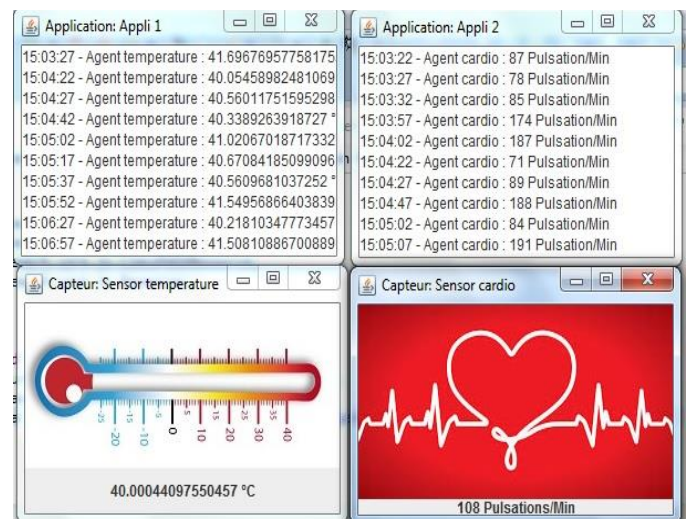 Application: Appli 1
15:03:27 - Agent temperature : 41.69676957758175
15:04:22 - Agent temperature : 40.05458982481069
15:04:27 - Agent temperature : 40.56011751595298
15:04:42 - Agent temperature : 40.3389263918727 °
15:05:02 - Agent temperature : 41.02067018717332
15:05:17 - Agent temperature : 40.67084185099096
15:05:37 - Agent temperature : 40.5609681037252 °
15:05:52 - Agent temperature : 41.54956866403839
15:06:27 - Agent temperature : 40.21810347773457
15:06:57 - Agent temperature : 41.50810886700889
Application: Appli 2
15:03:22 - Agent cardio : 87 Pulsation/Min
15:03:27 - Agent cardio : 78 Pulsation/Min
15:03:32 - Agent cardio : 85 Pulsation/Min
15:03:57 - Agent cardio : 174 Pulsation/Min
15:04:02 - Agent cardio : 187 Pulsation/Min
15:04:22 - Agent cardio : 71 Pulsation/Min
15:04:27 - Agent cardio : 89 Pulsation/Min
15:04:47 - Agent cardio : 188 Pulsation/Min
15:05:02 - Agent cardio : 84 Pulsation/Min
15:05:07 - Agent cardio : 191 Pulsation/Min
Capteur: Sensor temperature
-25 -20 -15 -10 -5 0 5 10 15 20 25 30 35 40
40.00044097550457 °C
Capteur: Sensor cardio
108 Pulsations/Min